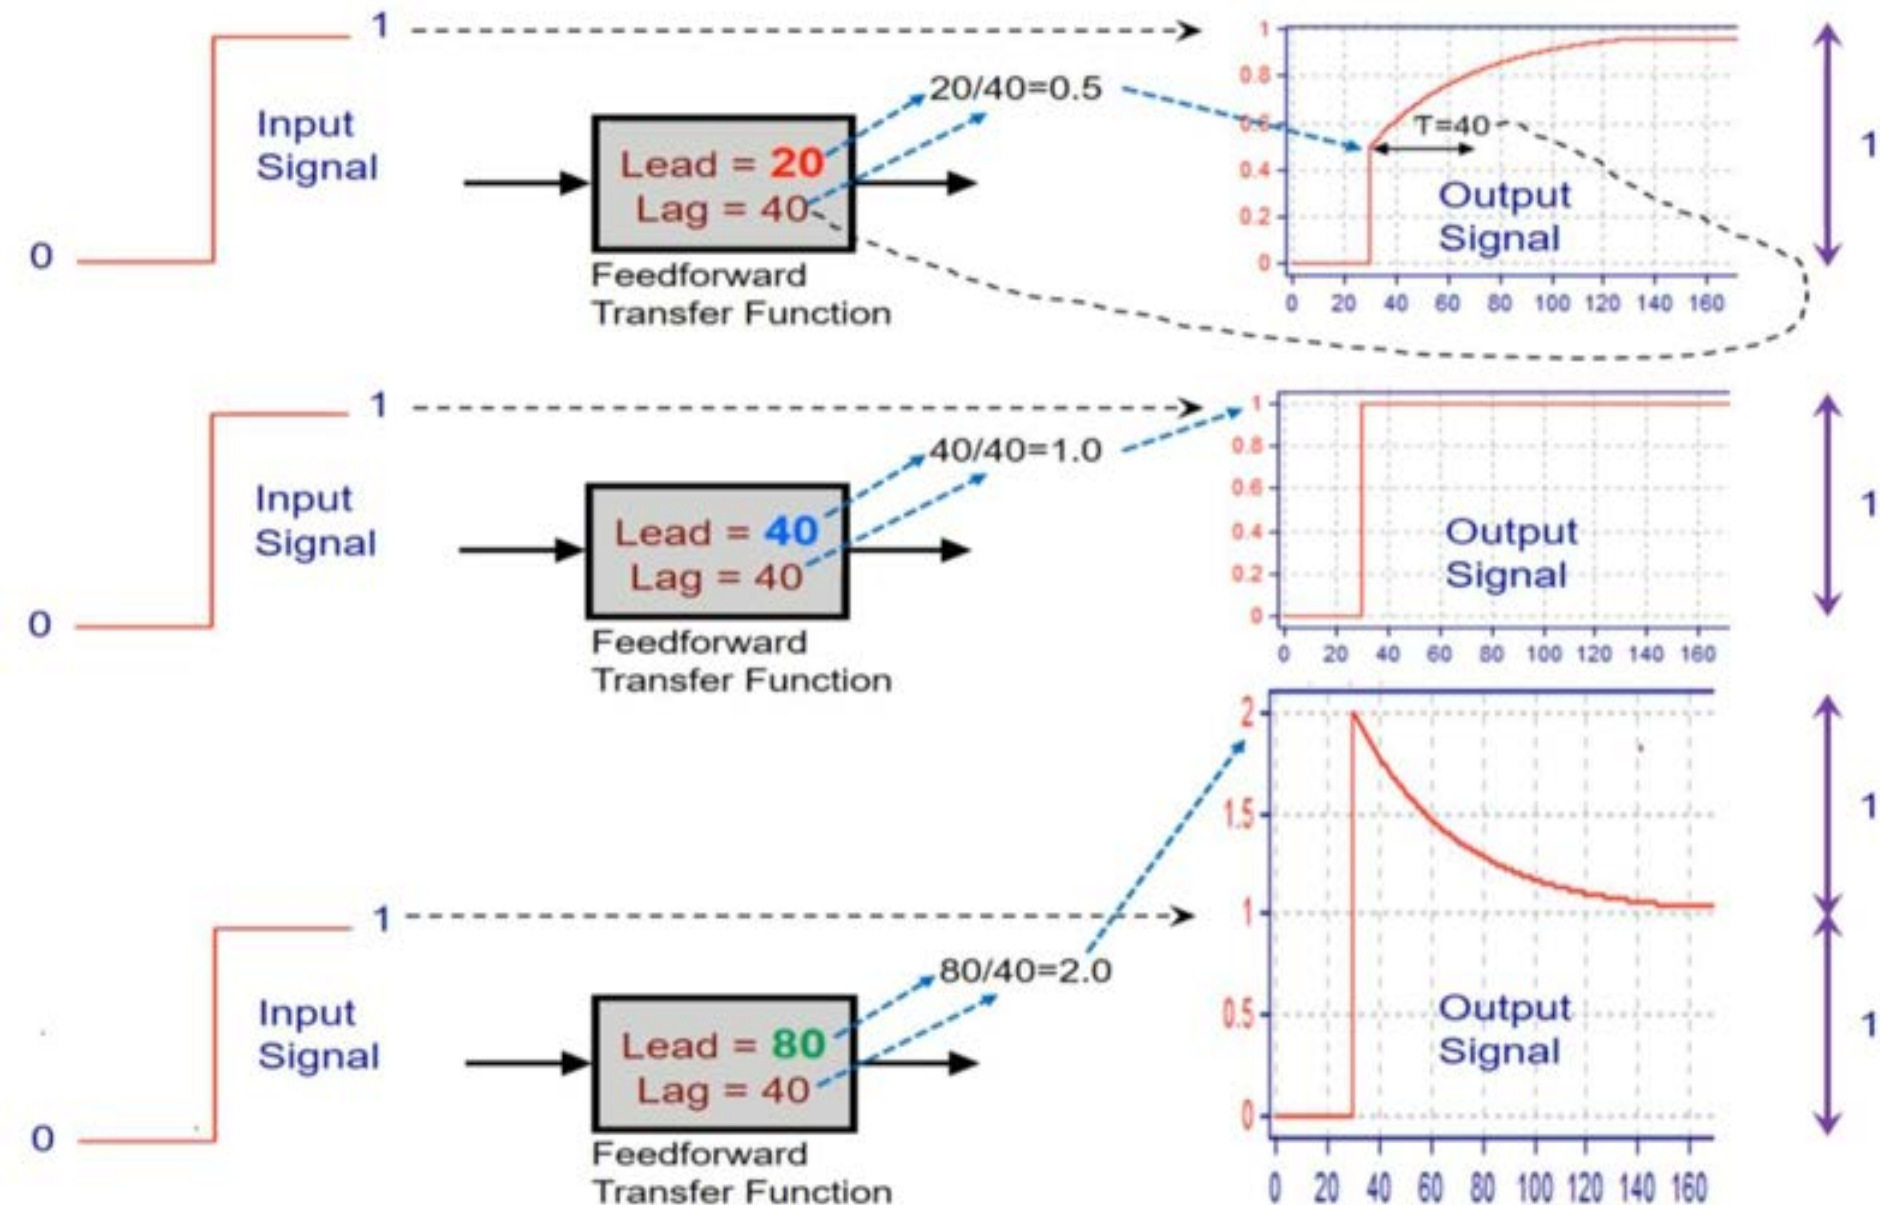 1
0
Input
Signal
Lead = 20
Lag = 40
Feedforward
Transfer Function
20/40=0.5
1
0.8
0.6
0.4
0.2
0
T=40
Output
Signal
0 20 40 60 80 100 120 140 160
1
1
0
Input
Signal
Lead = 40
Lag = 40
Feedforward
Transfer Function
40/40=1.0
1
0.8
0.6
0.4
0.2
0
Output
Signal
0 20 40 60 80 100 120 140 160
1
1
0
Input
Signal
Lead = 80
Lag = 40
Feedforward
Transfer Function
80/40=2.0
2
1.5
1
0.5
0
Output
Signal
0 20 40 60 80 100 120 140 160
1
1